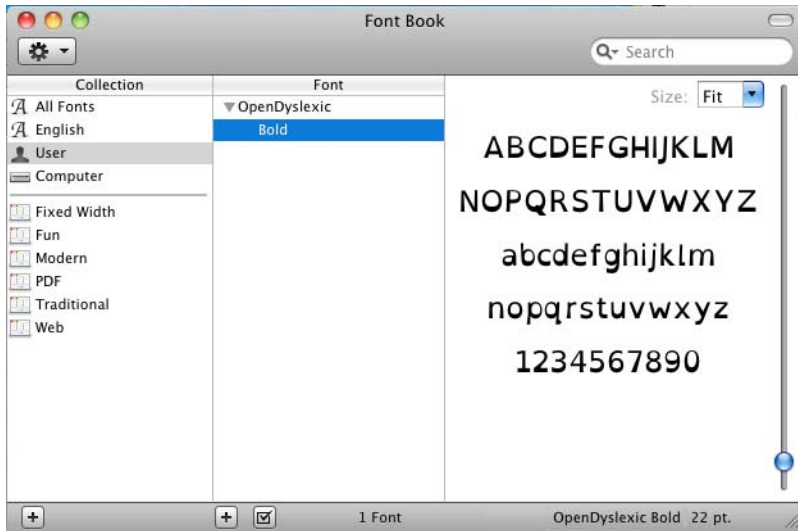 Font Book
Search
Collection
All Fonts
English
User
Computer
Fixed Width
Fun
Modern
PDF
Traditional
Web
Font
OpenDyslexic
Bold
Size: Fit
ABCDEFGHIJKLM
NOPQRSTUVWXYZ
abcdefghijklm
nopqrstuvwxyz
1234567890
1 Font
OpenDyslexic Bold 22 pt.